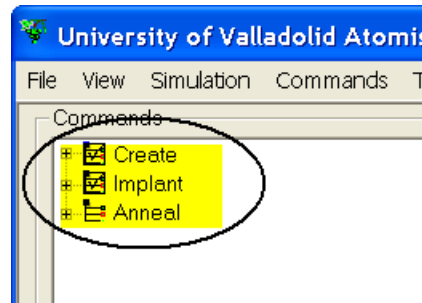 University of Valladolid Atomis
File View Simulation Commands T
Commands
Create
Implant
Anneal